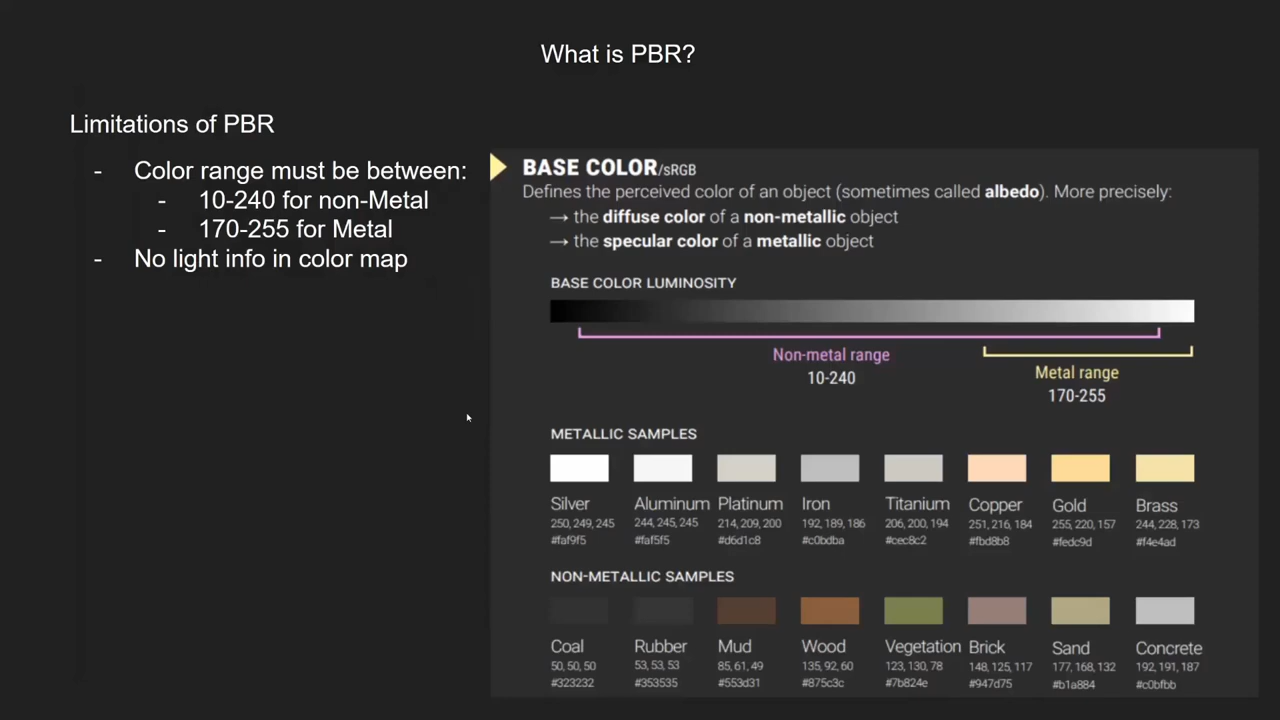 What is PBR?
Limitations of PBR
- Color range must be between:
- 10-240 for non-Metal
- 170-255 for Metal
- No light info in color map
BASE COLOR/sRGB
Defines the perceived color of an object (sometimes called albedo). More precisely:
→ the diffuse color of a non-metallic object
→ the specular color of a metallic object
BASE COLOR LUMINOSITY
Non-metal range
10-240
Metal range
170-255
METALLIC SAMPLES
Silver Aluminum Platinum Iron Titanium Copper Gold Brass
250, 249, 245 244, 245, 245 214, 209, 200 192, 189, 186 206, 200, 194 251, 216, 184 255, 220, 157 244, 228, 173
#faf9f5 #faf5f5 #d6d1c8 #c0bdba #cec8c2 #fbd8b8 #fedc9d #f4e4ad
NON-METALLIC SAMPLES
Coal Rubber Mud Wood Vegetation Brick Sand Concrete
50, 50, 50 53, 53, 53 85, 61, 49 135, 92, 60 123, 130, 78 148, 125, 117 177, 168, 132 192, 191, 187
#323232 #353535 #553d31 #875c3c #7b824e #947d75 #b1a884 #c0bfbb